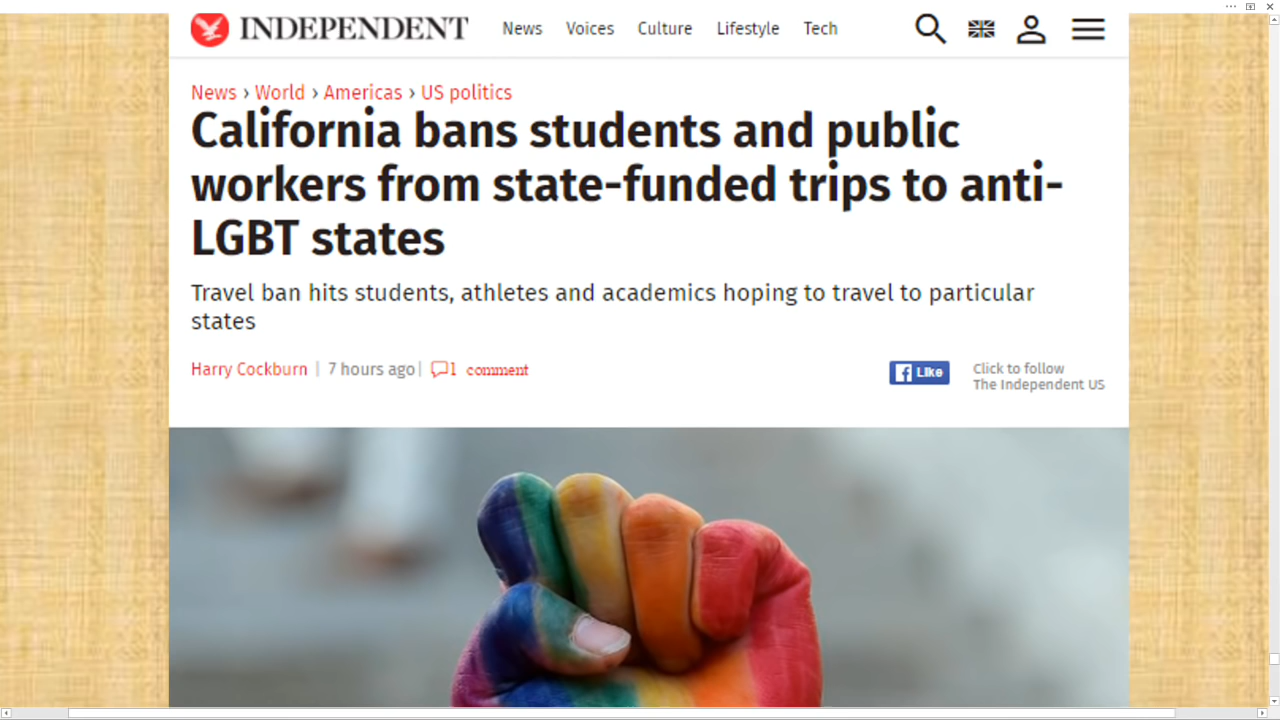 INDEPENDENT News Voices Culture Lifestyle Tech
News › World › Americas › US politics
California bans students and public
workers from state-funded trips to anti-
LGBT states
Travel ban hits students, athletes and academics hoping to travel to particular
states
Harry Cockburn | 7 hours ago | 1 comment
Like
Click to follow
The Independent US